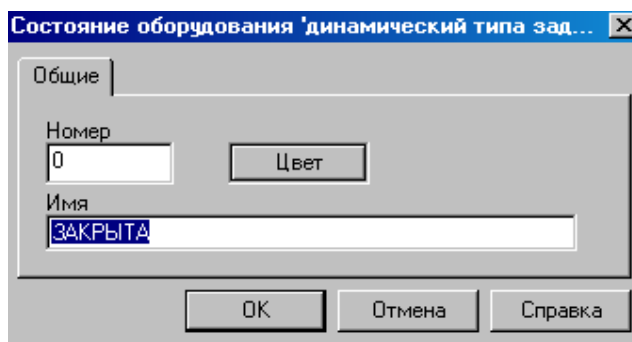 Состояние оборудования 'динамический типа зад...
Общие
Номер
0
Цвет
Имя
ЗАКРЫТА
OK
Отмена
Справка